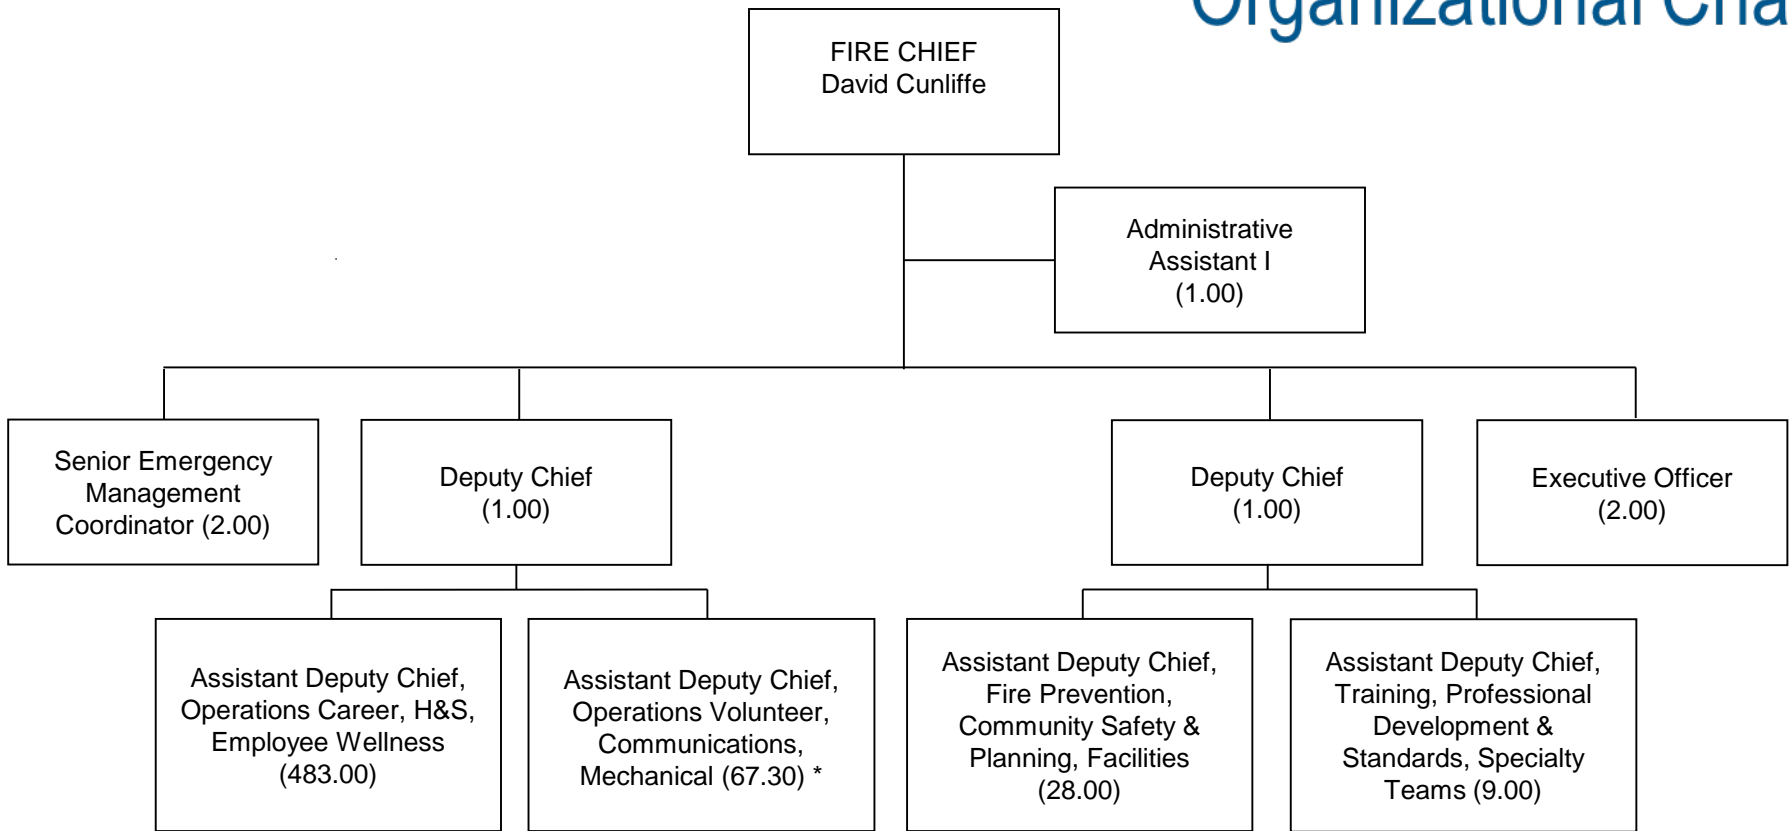 Organizational Cha
FIRE CHIEF
David Cunliffe
Administrative
Assistant I
(1.00)
Senior Emergency
Management
Coordinator (2.00)
Deputy Chief
(1.00)
Deputy Chief
(1.00)
Executive Officer
(2.00)
Assistant Deputy Chief,
Operations Career, H&S,
Employee Wellness
(483.00)
Assistant Deputy Chief,
Operations Volunteer,
Communications,
Mechanical (67.30) *
Assistant Deputy Chief,
Fire Prevention,
Community Safety &
Planning, Facilities
(28.00)
Assistant Deputy Chief,
Training, Professional
Development &
Standards, Specialty
Teams (9.00)